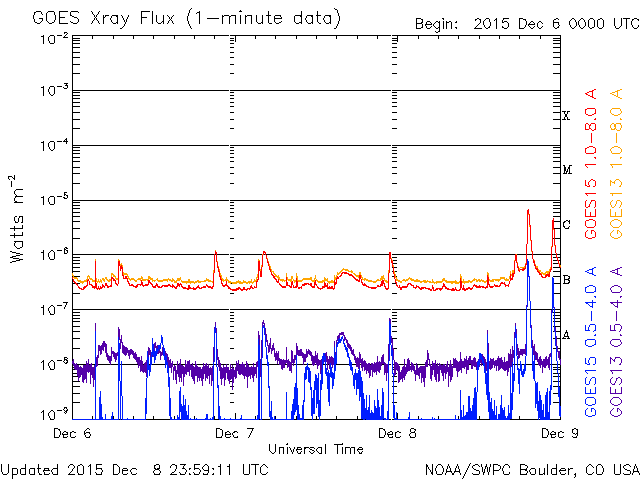 GOES Xray Flux (1-minute data)
Begin: 2015 Dec 6 0000 UTC
10-2
10-3
10-4
10-5
10-6
10-7
10-8
10-9
Watts m-2
X
M
C
B
A
GOES15 1.0-8.0 A
GOES13 1.0-8.0 A
GOES15 0.5-4.0 A
GOES13 0.5-4.0 A
Dec 6
Dec 7
Dec 8
Dec 9
Universal Time
Updated 2015 Dec 8 23:59:11 UTC
NOAA/SWPC Boulder, CO USA